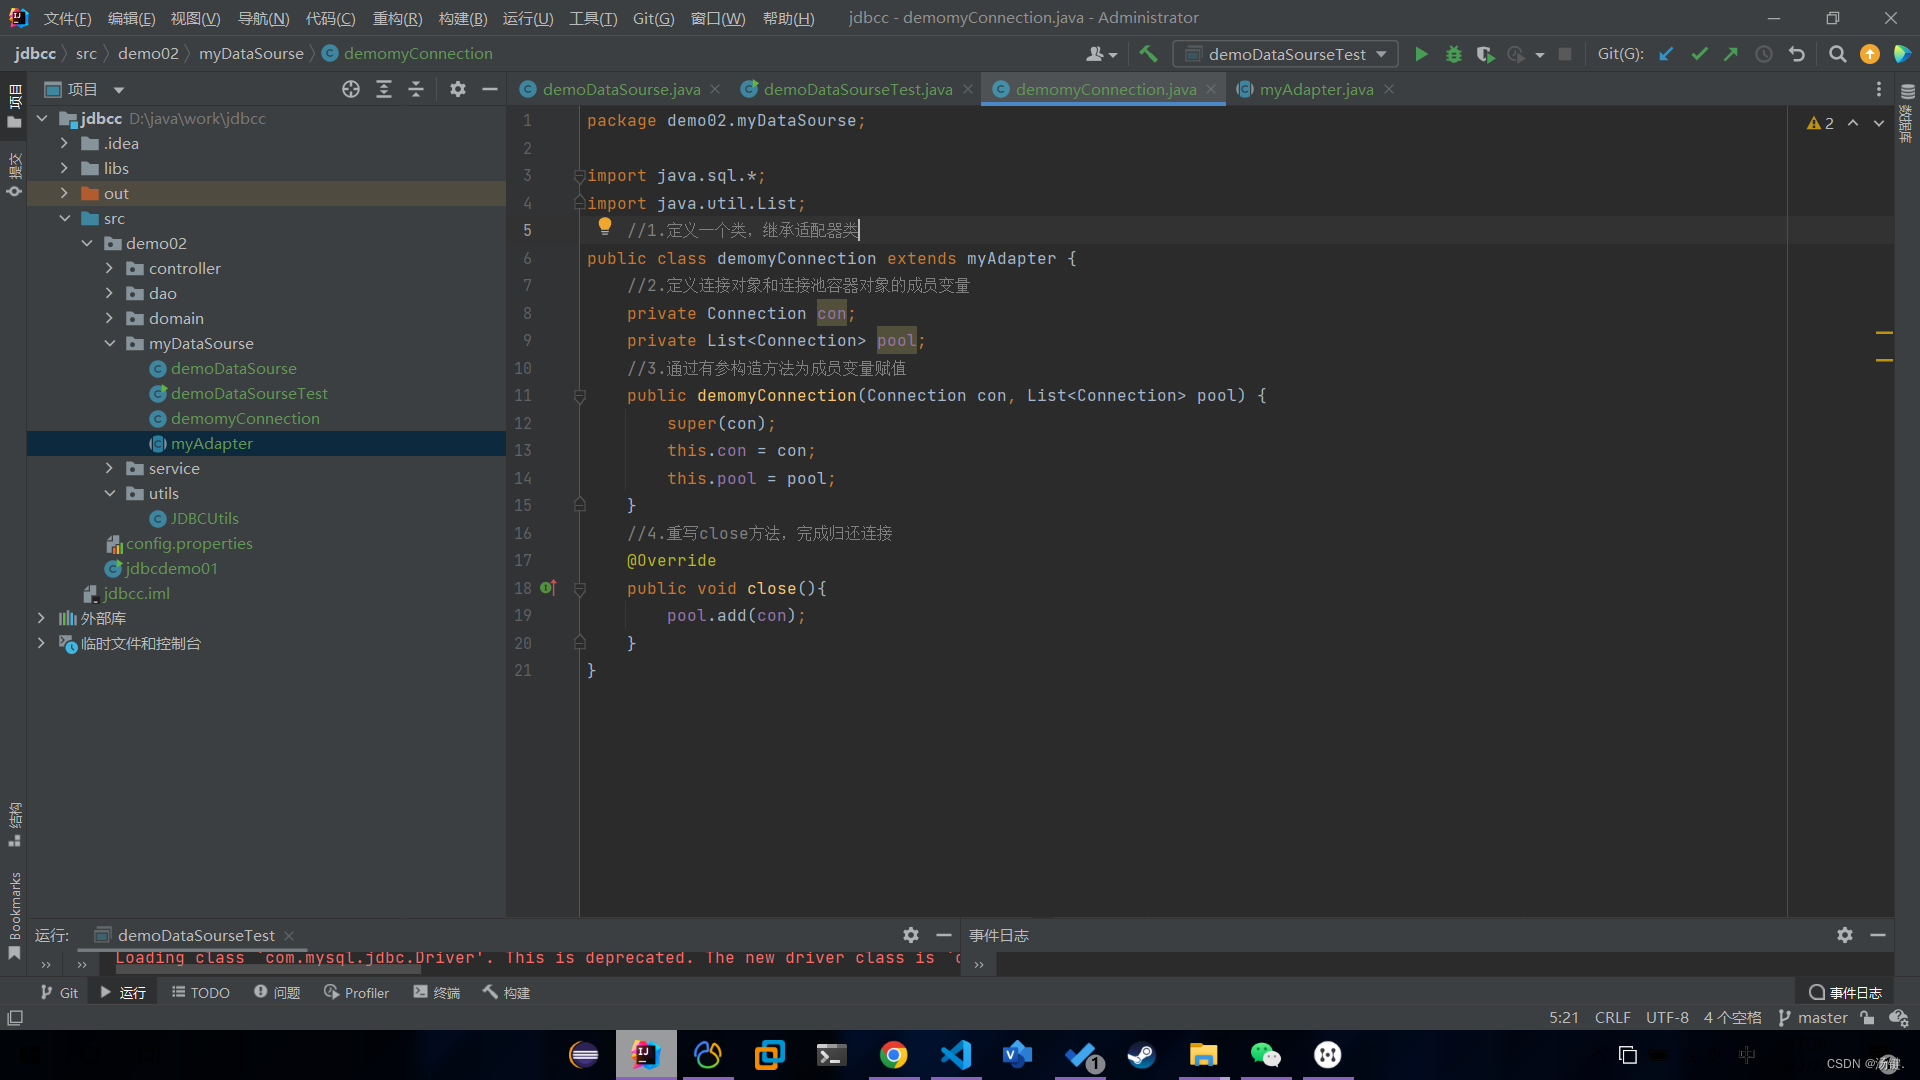 文件(F) 编辑(E) 视图(V) 导航(N) 代码(C) 重构(R) 构建(B) 运行(U) 工具(T) Git(G) 窗口(W) 帮助(H) jdbcc - demomyConnection.java - Administrator
jdbcc src demo02 myDataSourse demomyConnection demoDataSourseTest Git(G):
项目
demoDataSourse.java demoDataSourseTest.java demomyConnection.java myAdapter.java
项目
提交
结构
Bookmarks
数据库
jdbcc D:\java\work\jdbcc
.idea
libs
out
src
demo02
controller
dao
domain
myDataSourse
demoDataSourse
demoDataSourseTest
demomyConnection
myAdapter
service
utils
JDBCUtils
config.properties
jdbcdemo01
jdbcc.iml
外部库
临时文件和控制台
2
1 package demo02.myDataSourse;
2
3 import java.sql.*;
4 import java.util.List;
5 //1.定义一个类，继承适配器类
6 public class demomyConnection extends myAdapter {
7 //2.定义连接对象和连接池容器对象的成员变量
8 private Connection con;
9 private List<Connection> pool;
10 //3.通过有参构造方法为成员变量赋值
11 public demomyConnection(Connection con, List<Connection> pool) {
12 super(con);
13 this.con = con;
14 this.pool = pool;
15 }
16 //4.重写close方法，完成归还连接
17 @Override
18 public void close(){
19 pool.add(con);
20 }
21 }
运行: demoDataSourseTest
事件日志
Loading class `com.mysql.jdbc.Driver'. This is deprecated. The new driver class is `c
Git 运行 TODO 问题 Profiler 终端 构建 事件日志
5:21 CRLF UTF-8 4 个空格 master
1
中
CSDN @汤键.